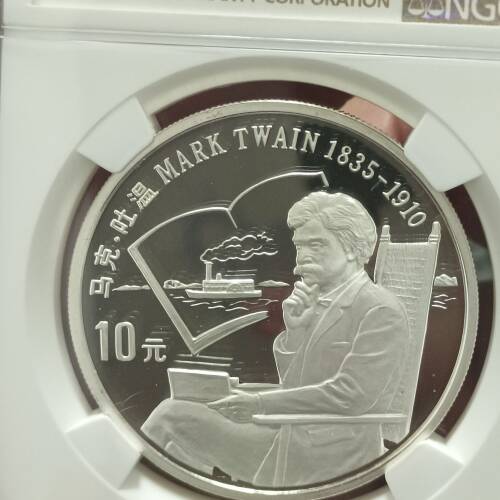 CORPORATION
NG
马克·吐温 MARK TWAIN 1835-1910
10元